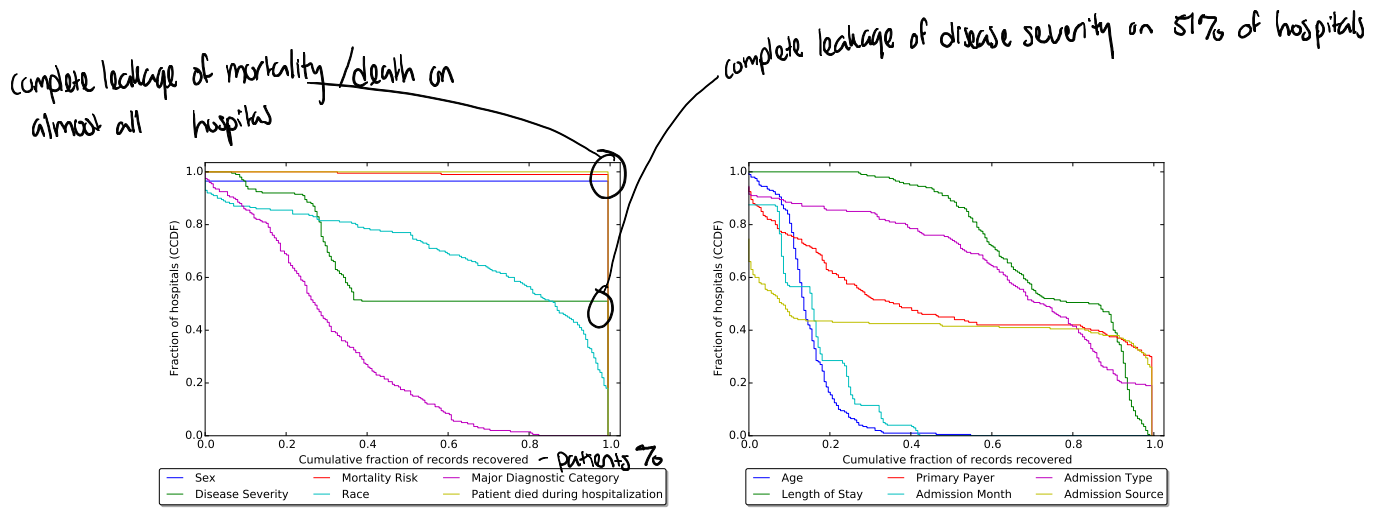 complete leakage of disease severity on 51% of hospitals
complete leakage of mortality /death on
almost all hospitals
1.0
0.8
0.6
0.4
0.2
0.0
Fraction of hospitals (CCDF)
0.0 0.2 0.4 0.6 0.8 1.0
Cumulative fraction of records recovered - patients %
Sex Mortality Risk Major Diagnostic Category
Disease Severity Race Patient died during hospitalization
1.0
0.8
0.6
0.4
0.2
0.0
Fraction of hospitals (CCDF)
0.0 0.2 0.4 0.6 0.8 1.0
Cumulative fraction of records recovered
Age Primary Payer Admission Type
Length of Stay Admission Month Admission Source